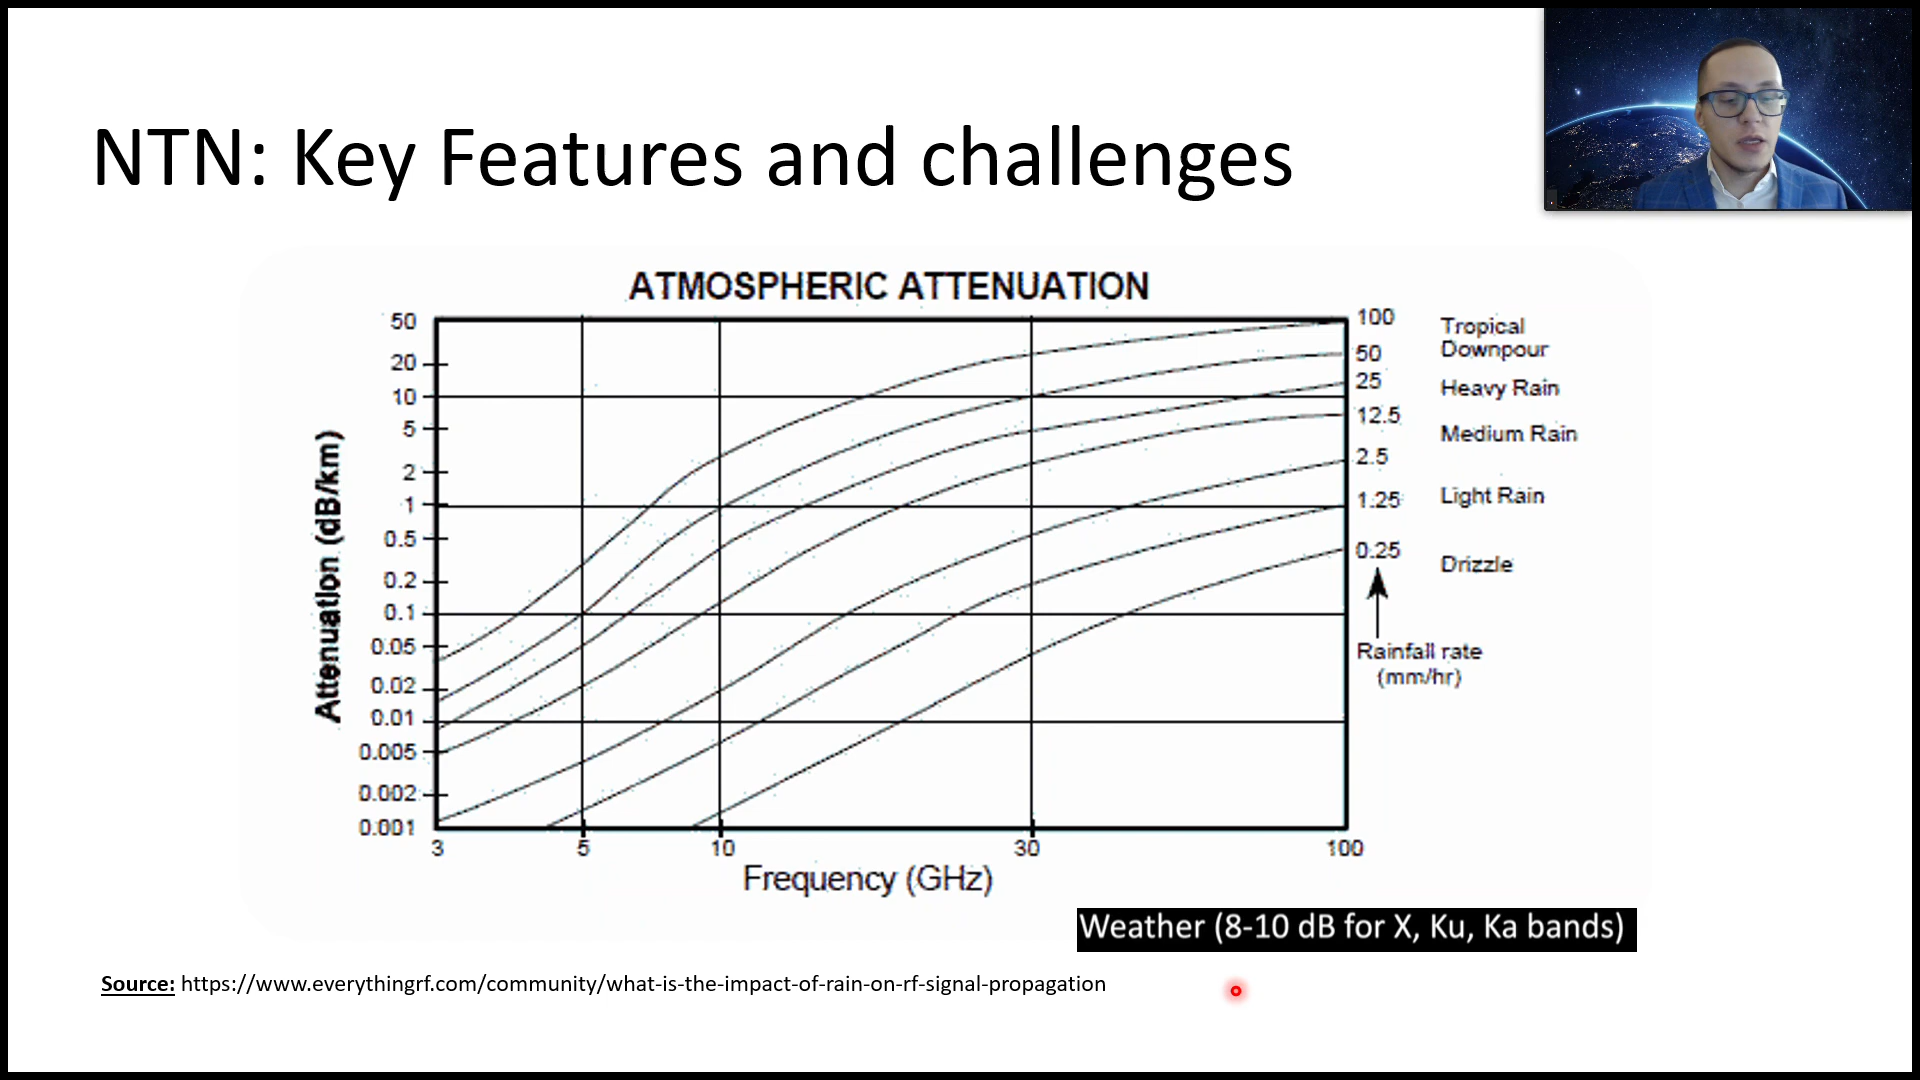 NTN: Key Features and challenges
ATMOSPHERIC ATTENUATION
Attenuation (dB/km)
50
20
10
5
2
1
0.5
0.2
0.1
0.05
0.02
0.01
0.005
0.002
0.001
3 5 10 30 100
Frequency (GHz)
100
50
25
12.5
2.5
1.25
0.25
Tropical
Downpour
Heavy Rain
Medium Rain
Light Rain
Drizzle
Rainfall rate
(mm/hr)
Weather (8-10 dB for X, Ku, Ka bands)
Source: https://www.everythingrf.com/community/what-is-the-impact-of-rain-on-rf-signal-propagation